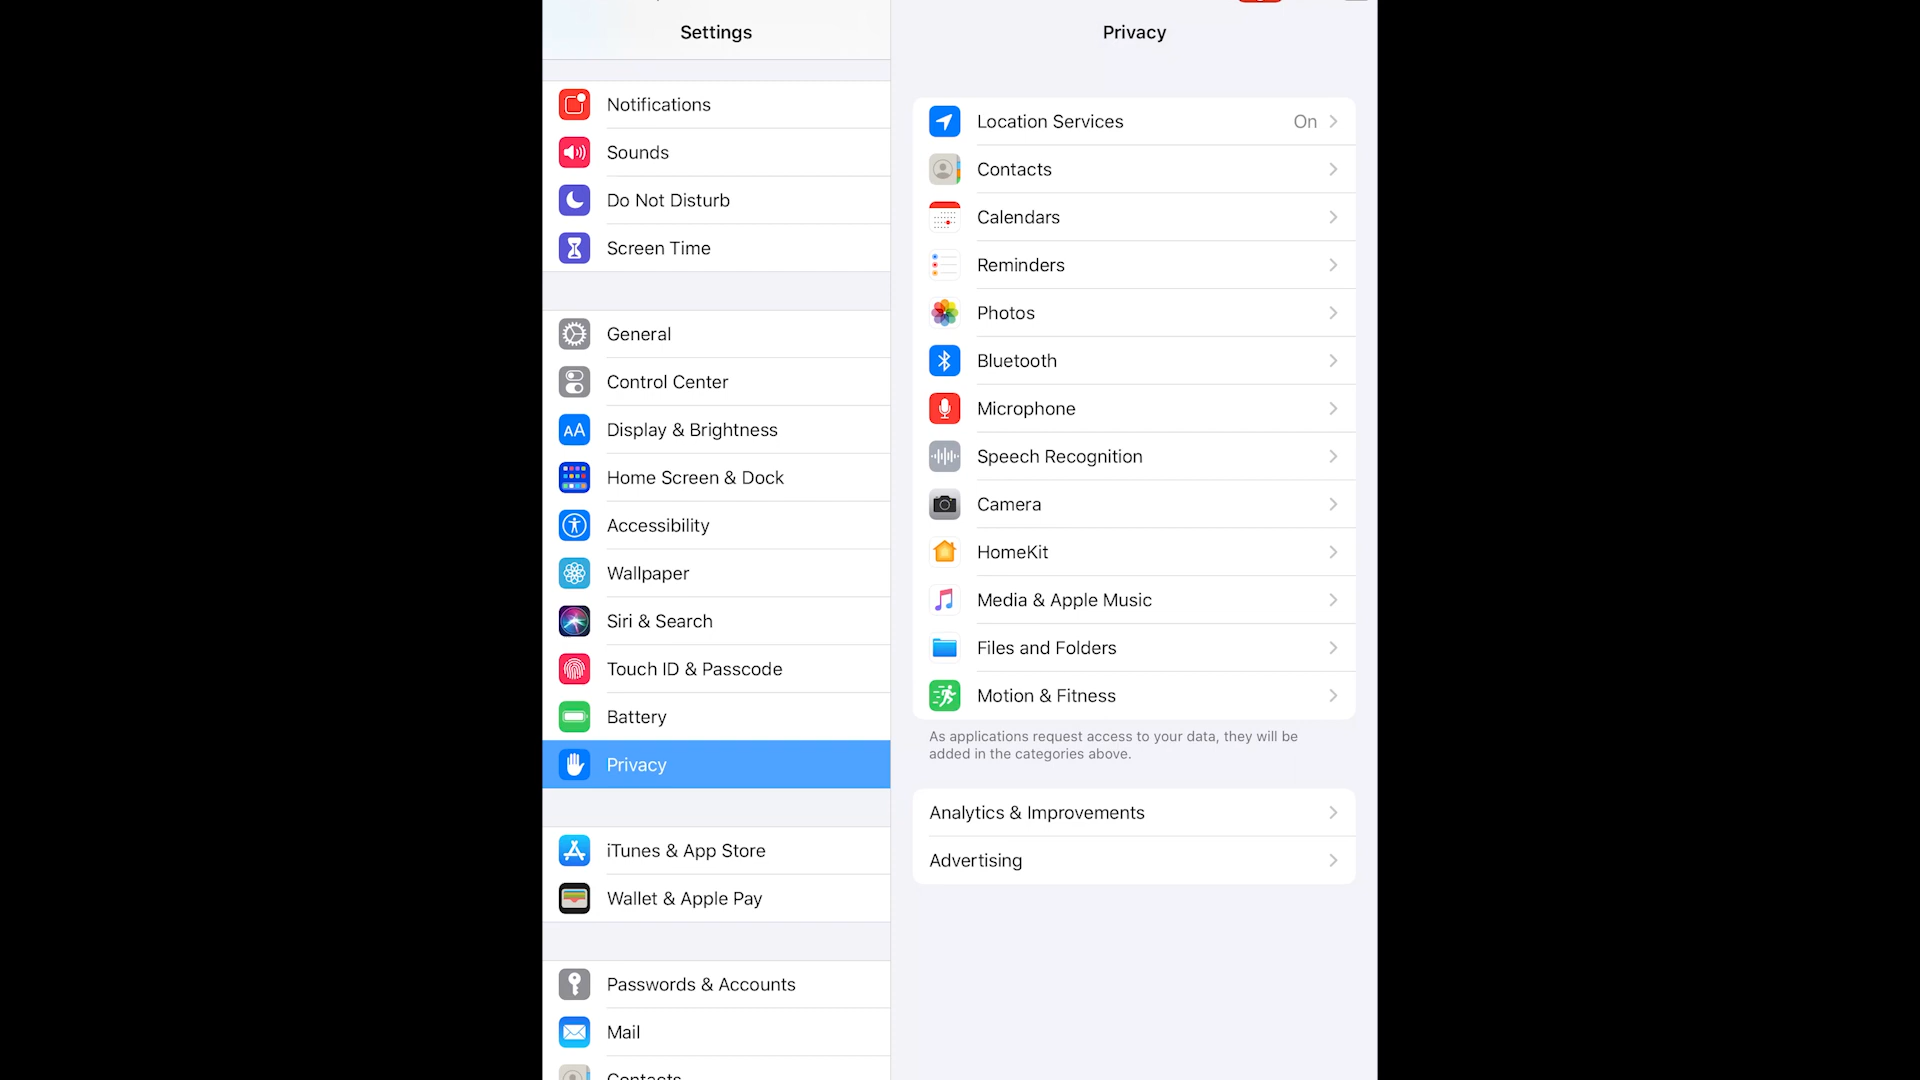 Settings
Notifications
Sounds
Do Not Disturb
Screen Time
General
Control Center
AA
Display & Brightness
Home Screen & Dock
Accessibility
Wallpaper
Siri & Search
Touch ID & Passcode
Battery
Privacy
iTunes & App Store
Wallet & Apple Pay
Passwords & Accounts
Mail
Contacts
Privacy
Location Services On
Contacts
Calendars
Reminders
Photos
Bluetooth
Microphone
Speech Recognition
Camera
HomeKit
Media & Apple Music
Files and Folders
Motion & Fitness
As applications request access to your data, they will be
added in the categories above.
Analytics & Improvements
Advertising